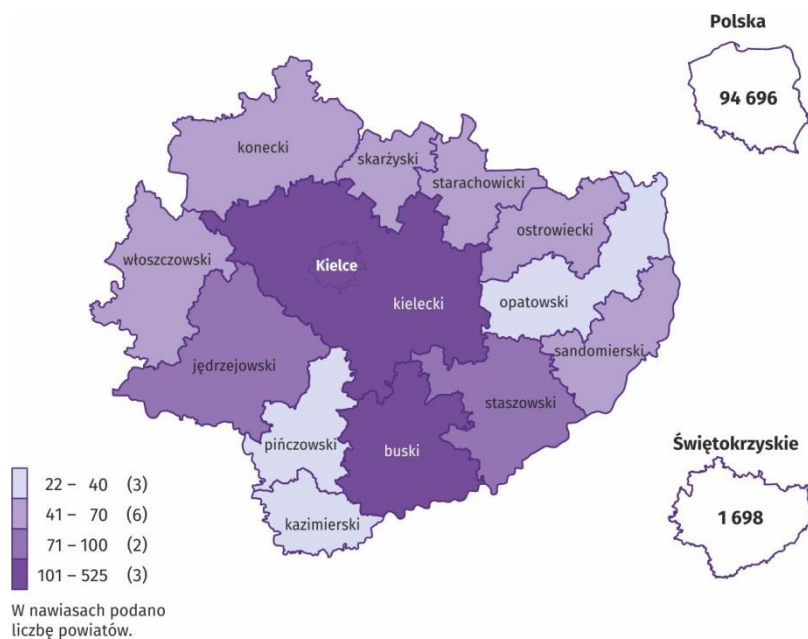 Polska
94 696
konecki
skarżyski
starachowicki
ostrowiecki
włoszczowski
Kielce
kielecki
opatowski
sandomierski
jędrzejowski
staszowski
pińczowski
buski
kazimierski
Świętokrzyskie
1 698
22 – 40 (3)
41 – 70 (6)
71 – 100 (2)
101 – 525 (3)
W nawiasach podano
liczbę powiatów.